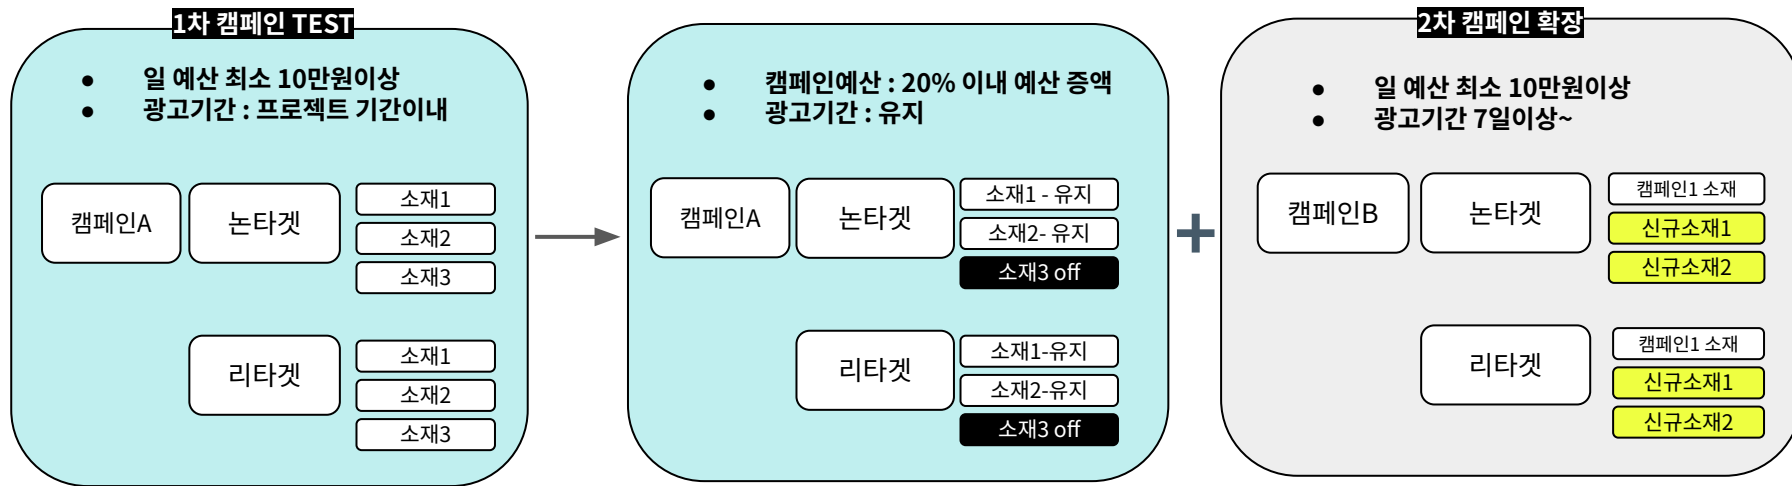 1차 캠페인 TEST
● 일 예산 최소 10만원이상
● 광고기간 : 프로젝트 기간이내
캠페인A
논타겟
소재1
소재2
소재3
리타겟
소재1
소재2
소재3
● 캠페인예산 : 20% 이내 예산 증액
● 광고기간 : 유지
캠페인A
논타겟
소재1 - 유지
소재2- 유지
소재3 off
리타겟
소재1-유지
소재2-유지
소재3 off
+
2차 캠페인 확장
● 일 예산 최소 10만원이상
● 광고기간 7일이상~
캠페인B
논타겟
캠페인1 소재
신규소재1
신규소재2
리타겟
캠페인1 소재
신규소재1
신규소재2